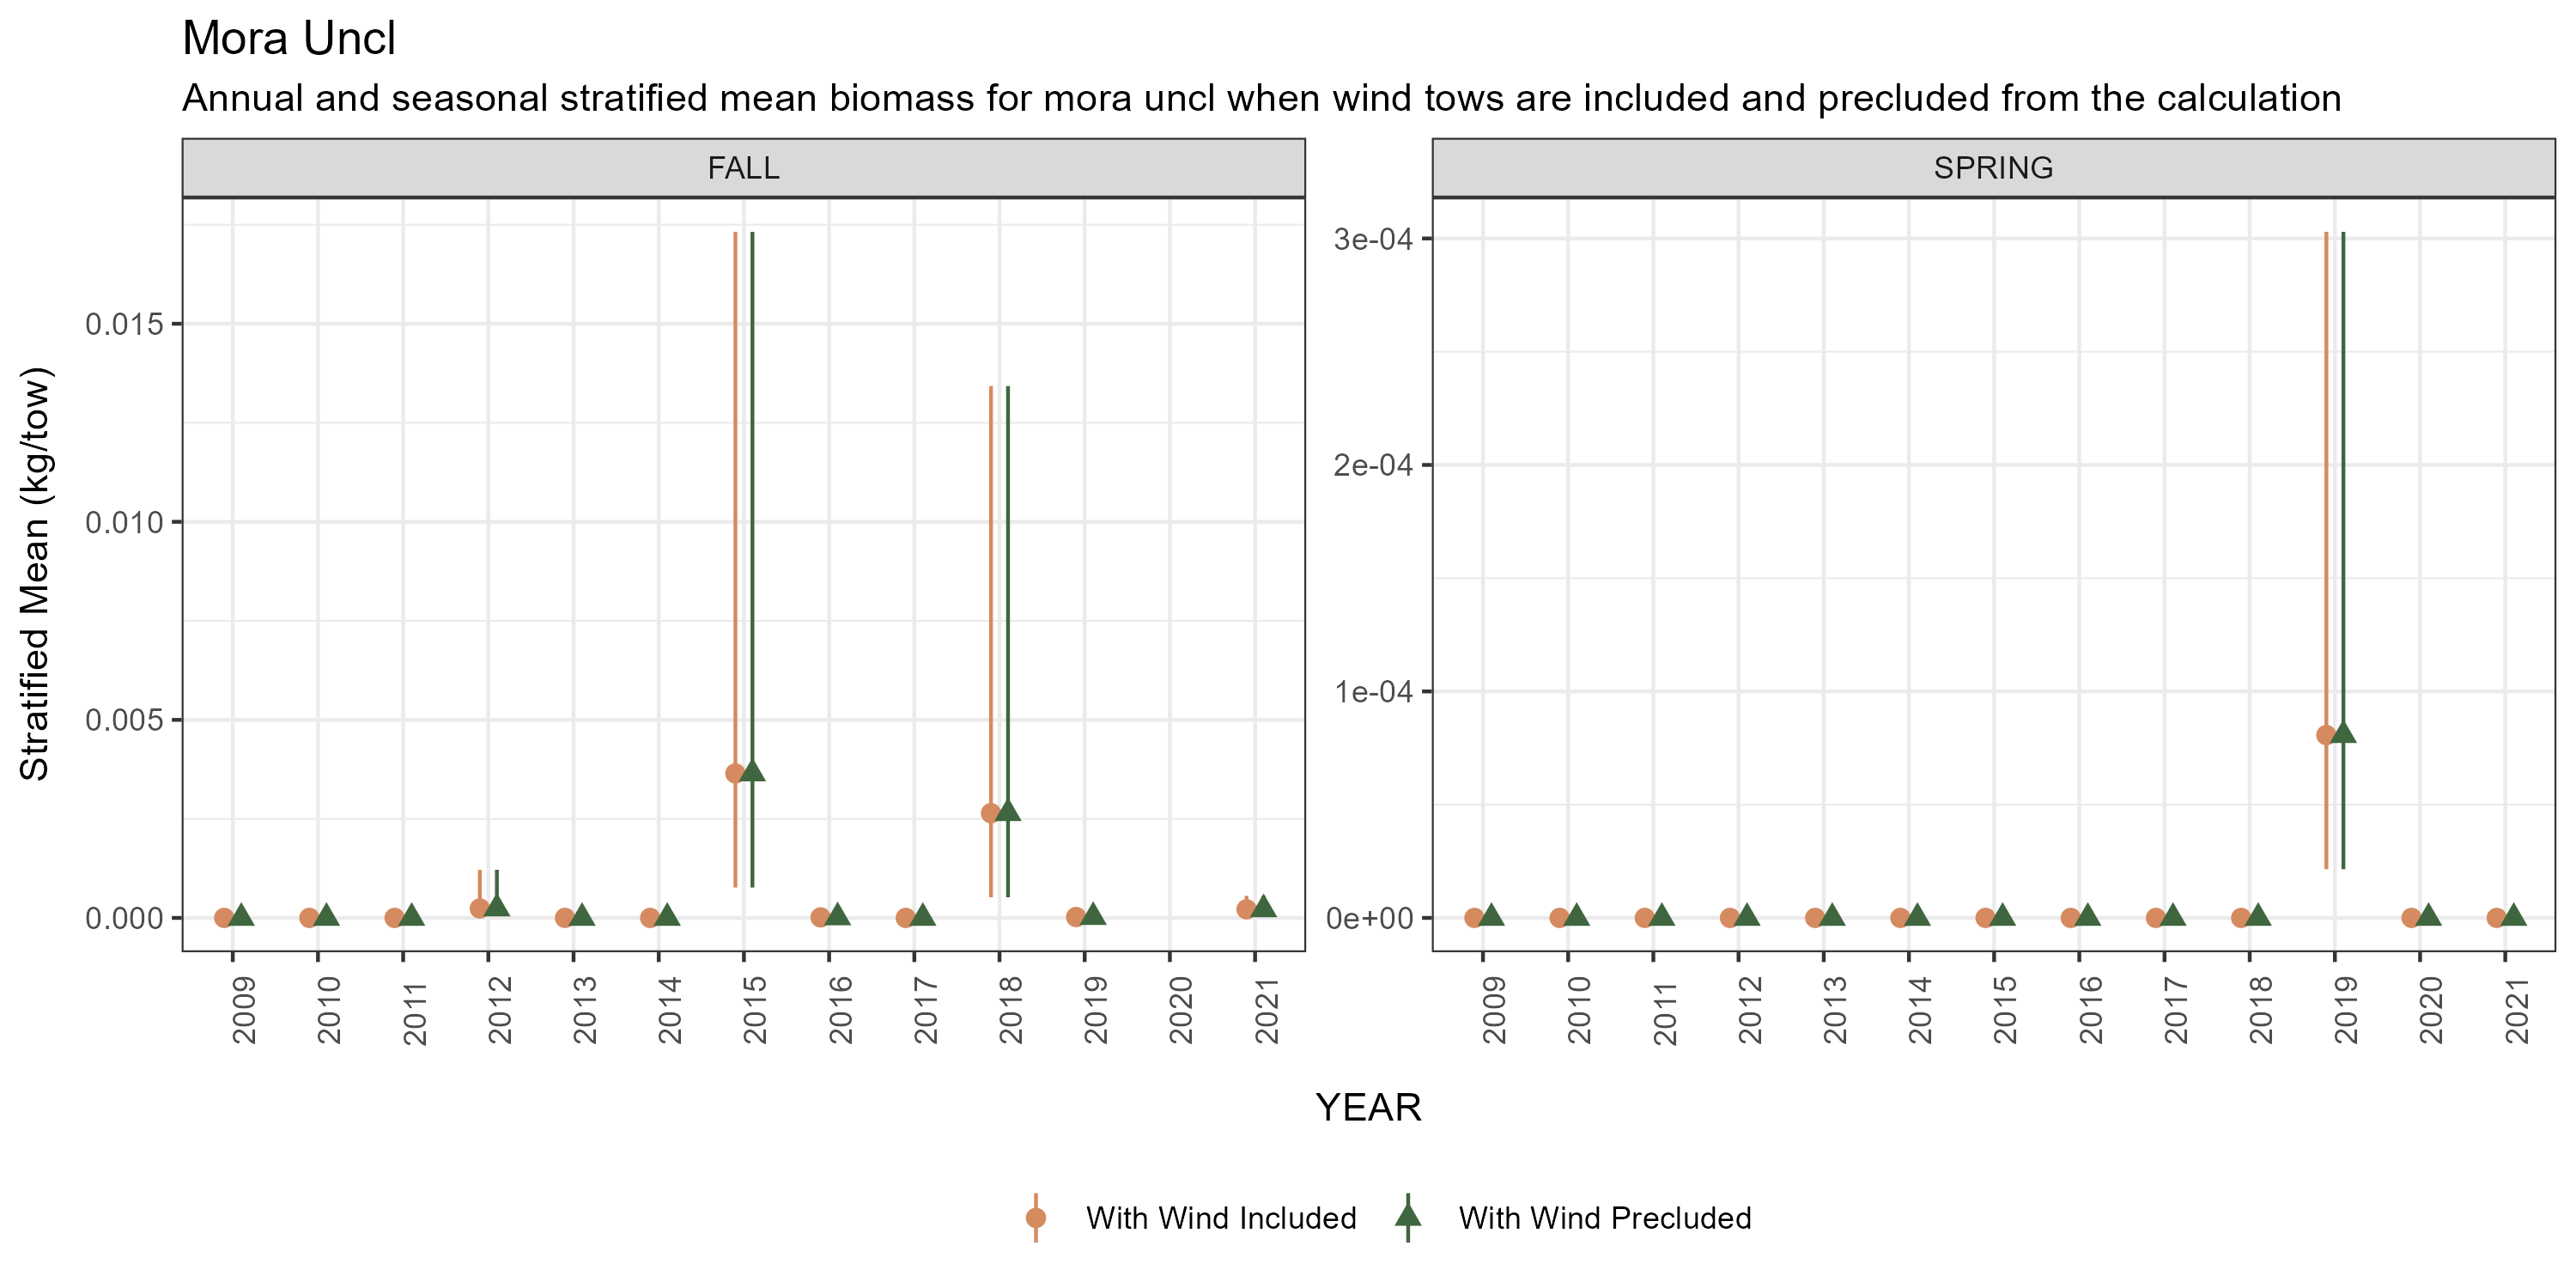 Mora Uncl
Annual and seasonal stratified mean biomass for mora uncl when wind tows are included and precluded from the calculation
FALL
SPRING
Stratified Mean (kg/tow)
0.015
0.010
0.005
0.000
3e-04
2e-04
1e-04
0e+00
2009 2010 2011 2012 2013 2014 2015 2016 2017 2018 2019 2020 2021
2009 2010 2011 2012 2013 2014 2015 2016 2017 2018 2019 2020 2021
YEAR
With Wind Included
With Wind Precluded